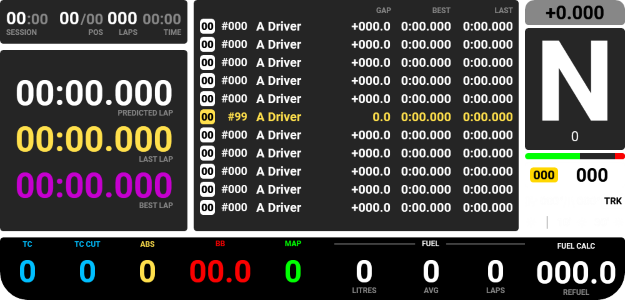 00:00 00/00 000 00:00
SESSION POS LAPS TIME
00:00.000
PREDICTED LAP
00:00.000
LAST LAP
00:00.000
BEST LAP
GAP BEST LAST
00 #000 A Driver +000.0 0:00.000 0:00.000
00 #000 A Driver +000.0 0:00.000 0:00.000
00 #000 A Driver +000.0 0:00.000 0:00.000
00 #000 A Driver +000.0 0:00.000 0:00.000
00 #000 A Driver +000.0 0:00.000 0:00.000
00 #99 A Driver 0.0 0:00.000 0:00.000
00 #000 A Driver +000.0 0:00.000 0:00.000
00 #000 A Driver +000.0 0:00.000 0:00.000
00 #000 A Driver +000.0 0:00.000 0:00.000
00 #000 A Driver +000.0 0:00.000 0:00.000
00 #000 A Driver +000.0 0:00.000 0:00.000
+0.000
N
0
000 000
TRK
TC TC CUT ABS BB MAP FUEL FUEL CALC
0 0 0 00.0 0 0 0 0 000.0
LITRES AVG LAPS REFUEL